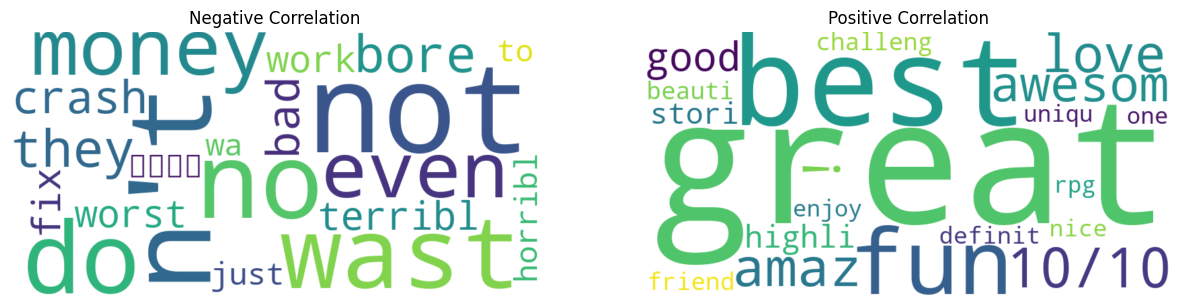 Negative Correlation
money
work
bore
to
crash
n't
bad
not
they
wa
no
even
fix
worst
terribl
horribl
do
just
wast
Positive Correlation
good
best
challeng
love
beauti
awesom
stori
uniqu
one
great
!
rpg
enjoy
highli
definit
nice
friend
amaz
fun
10/10